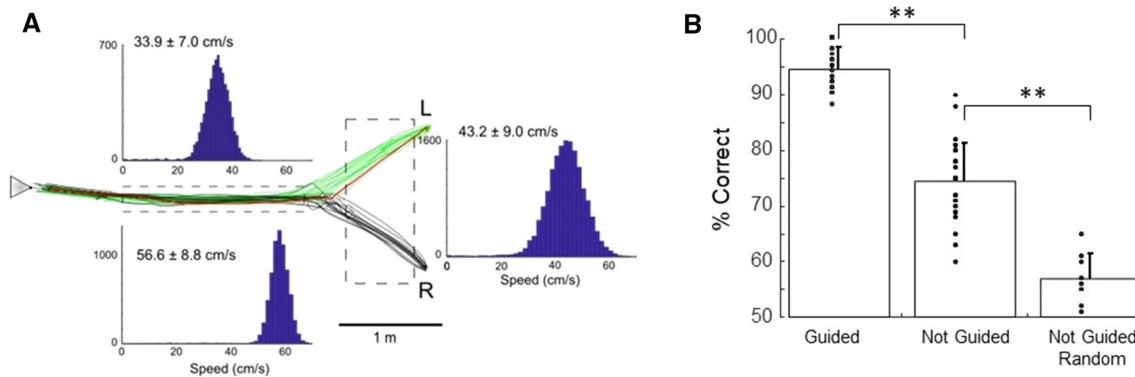 A
700
33.9 ± 7.0 cm/s
0
0
20
40
60
L
1600
43.2 ± 9.0 cm/s
0
0
20
40
60
Speed (cm/s)
1000
56.6 ± 8.8 cm/s
0
0
20
40
60
Speed (cm/s)
R
1 m
B
**
**
100
90
80
70
60
50
% Correct
Guided
Not Guided
Not Guided
Random